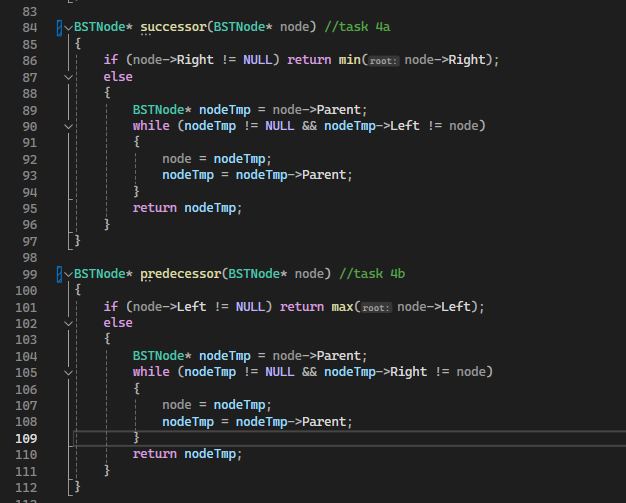 83
84 BSTNode* successor(BSTNode* node) //task 4a
85 {
86 if (node->Right != NULL) return min(root: node->Right);
87 else
88 {
89 BSTNode* nodeTmp = node->Parent;
90 while (nodeTmp != NULL && nodeTmp->Left != node)
91 {
92 node = nodeTmp;
93 nodeTmp = nodeTmp->Parent;
94 }
95 return nodeTmp;
96 }
97 }
98
99 BSTNode* predecessor(BSTNode* node) //task 4b
100 {
101 if (node->Left != NULL) return max(root: node->Left);
102 else
103 {
104 BSTNode* nodeTmp = node->Parent;
105 while (nodeTmp != NULL && nodeTmp->Right != node)
106 {
107 node = nodeTmp;
108 nodeTmp = nodeTmp->Parent;
109 }
110 return nodeTmp;
111 }
112 }